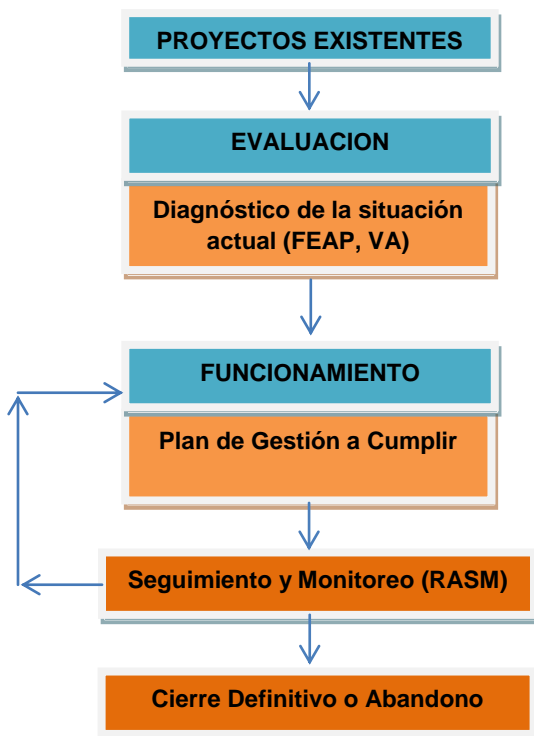 PROYECTOS EXISTENTES
EVALUACION
Diagnóstico de la situación
actual (FEAP, VA)
FUNCIONAMIENTO
Plan de Gestión a Cumplir
Seguimiento y Monitoreo (RASM)
Cierre Definitivo o Abandono